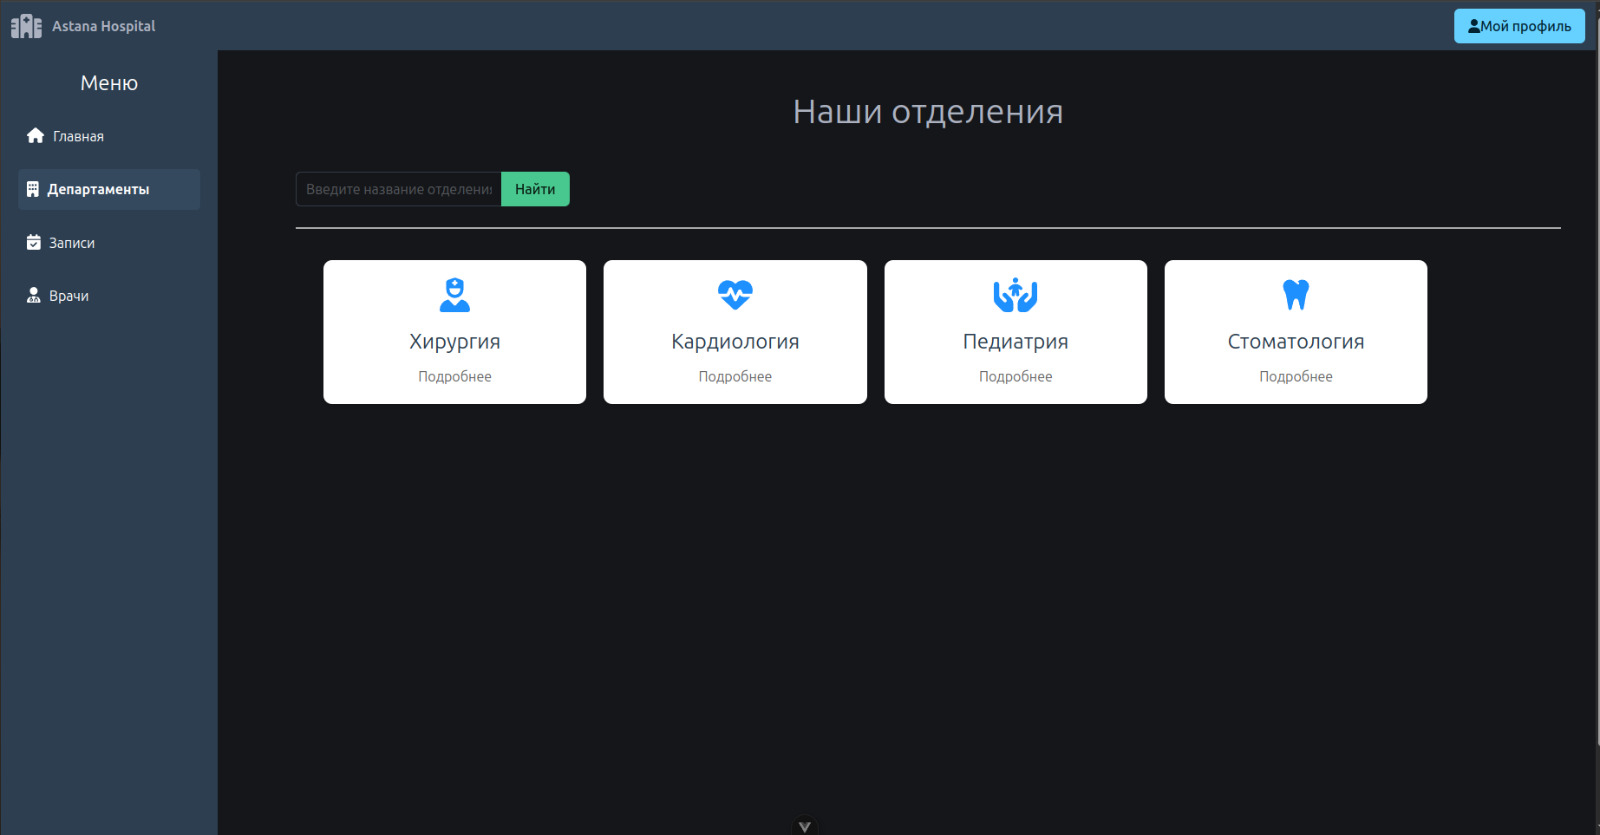 Astana Hospital
Мой профиль
Меню
Главная
Департаменты
Записи
Врачи
Наши отделения
Введите название отделения
Найти
Хирургия
Подробнее
Кардиология
Подробнее
Педиатрия
Подробнее
Стоматология
Подробнее